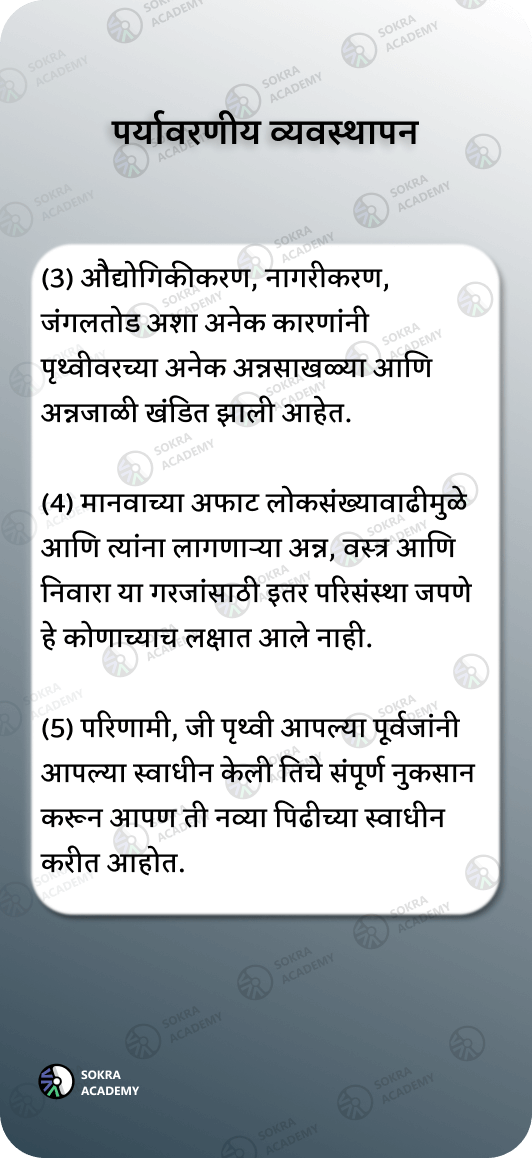 पर्यावरणीय व्यवस्थापन
(3) औद्योगिकीकरण, नागरीकरण,
जंगलतोड अशा अनेक कारणांनी
पृथ्वीवरच्या अनेक अन्नसाखळ्या आणि
अन्नजाळी खंडित झाली आहेत.
(4) मानवाच्या अफाट लोकसंख्यावाढीमुळे
आणि त्यांना लागणाऱ्या अन्न, वस्त्र आणि
निवारा या गरजांसाठी इतर परिसंस्था जपणे
हे कोणाच्याच लक्षात आले नाही.
(5) परिणामी, जी पृथ्वी आपल्या पूर्वजांनी
आपल्या स्वाधीन केली तिचे संपूर्ण नुकसान
करून आपण ती नव्या पिढीच्या स्वाधीन
करीत आहोत.
SOKRA
ACADEMY